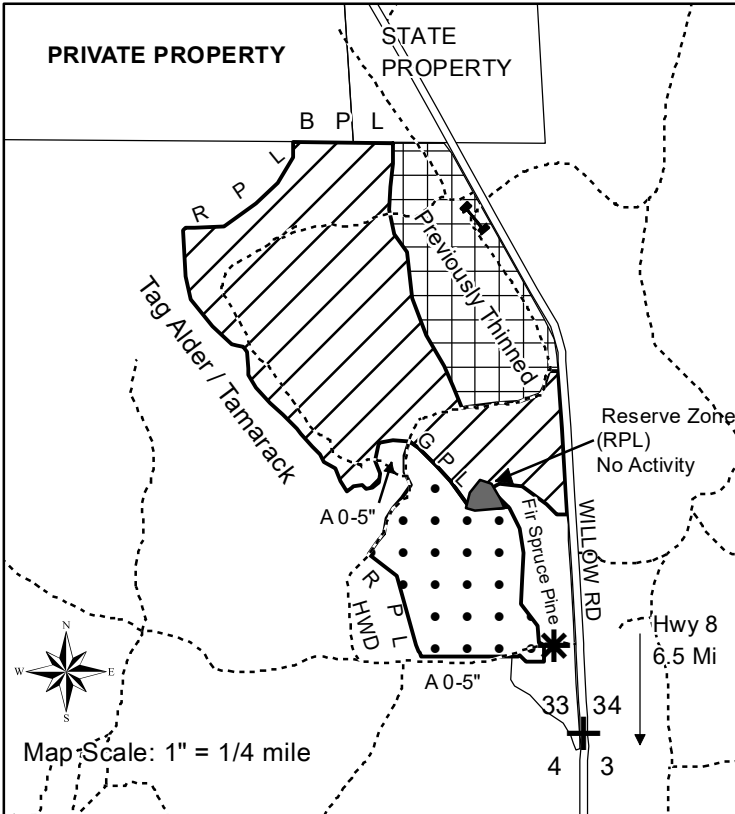 PRIVATE PROPERTY
STATE
PROPERTY
B P L
R P L
Previously Thinned
Tag Alder / Tamarack
Reserve Zone
(RPL)
No Activity
G P L
A 0-5"
WILLOW RD
Fir Spruce Pine
R P L
HWD
Hwy 8
6.5 Mi
A 0-5"
N
W
E
S
33 34
4 3
Map Scale: 1" = 1/4 mile